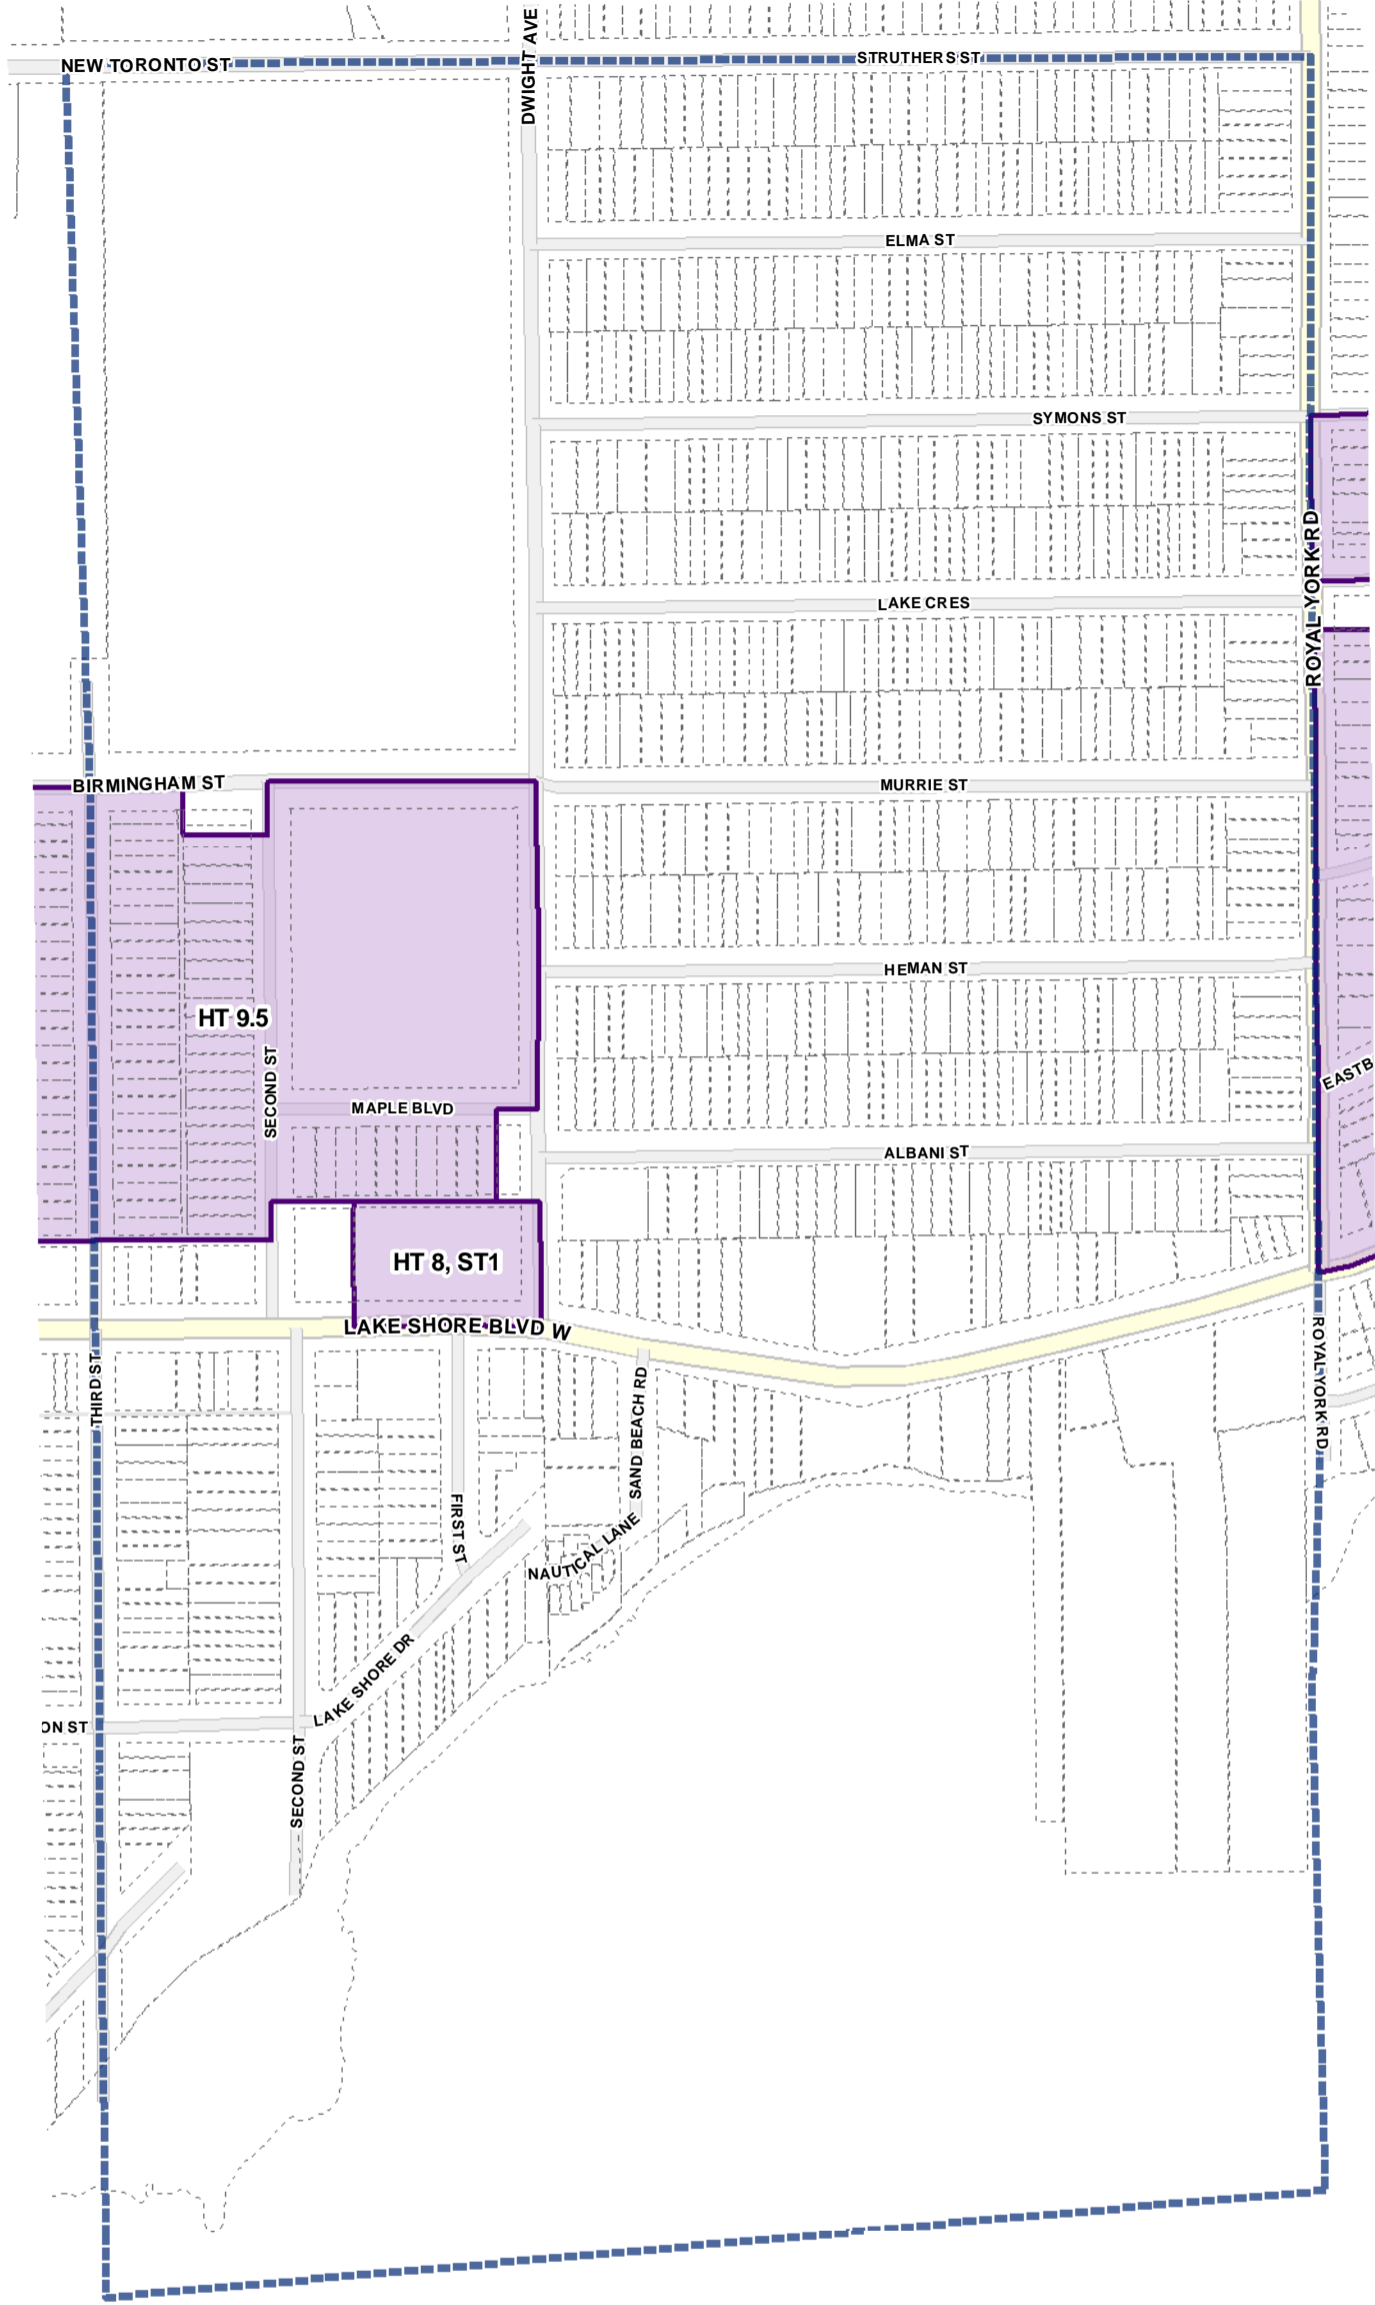 DWIGHT AVE
NEW TORONTO ST
STRUTHERS ST
ELMA ST
SYMONS ST
ROYAL YORK RD
LAKE CRES
BIRMINGHAM ST
MURRIE ST
HEMAN ST
HT 9.5
SECOND ST
MAPLE BLVD
EASTB
ALBANI ST
HT 8, ST1
LAKE SHORE BLVD W
THIRD ST
ROYAL YORK RD
SAND BEACH RD
FIRST ST
NAUTICAL LANE
LAKE SHORE DR
ON ST
SECOND ST